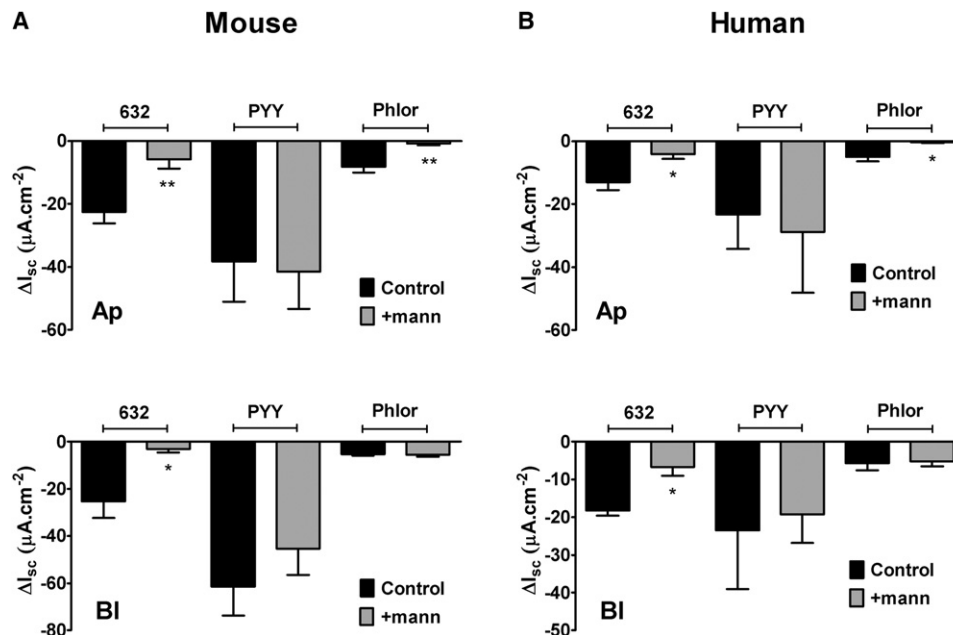 A Mouse
B Human
632 PYY Phlor
0
-20
-40
-60
ΔIsc (μA.cm-2)
** **
Control
+mann
Ap
632 PYY Phlor
0
-20
-40
-60
ΔIsc (μA.cm-2)
* *
Control
+mann
Ap
632 PYY Phlor
0
-20
-40
-60
-80
ΔIsc (μA.cm-2)
*
Control
+mann
Bl
632 PYY Phlor
0
-10
-20
-30
-40
-50
ΔIsc (μA.cm-2)
*
Control
+mann
Bl